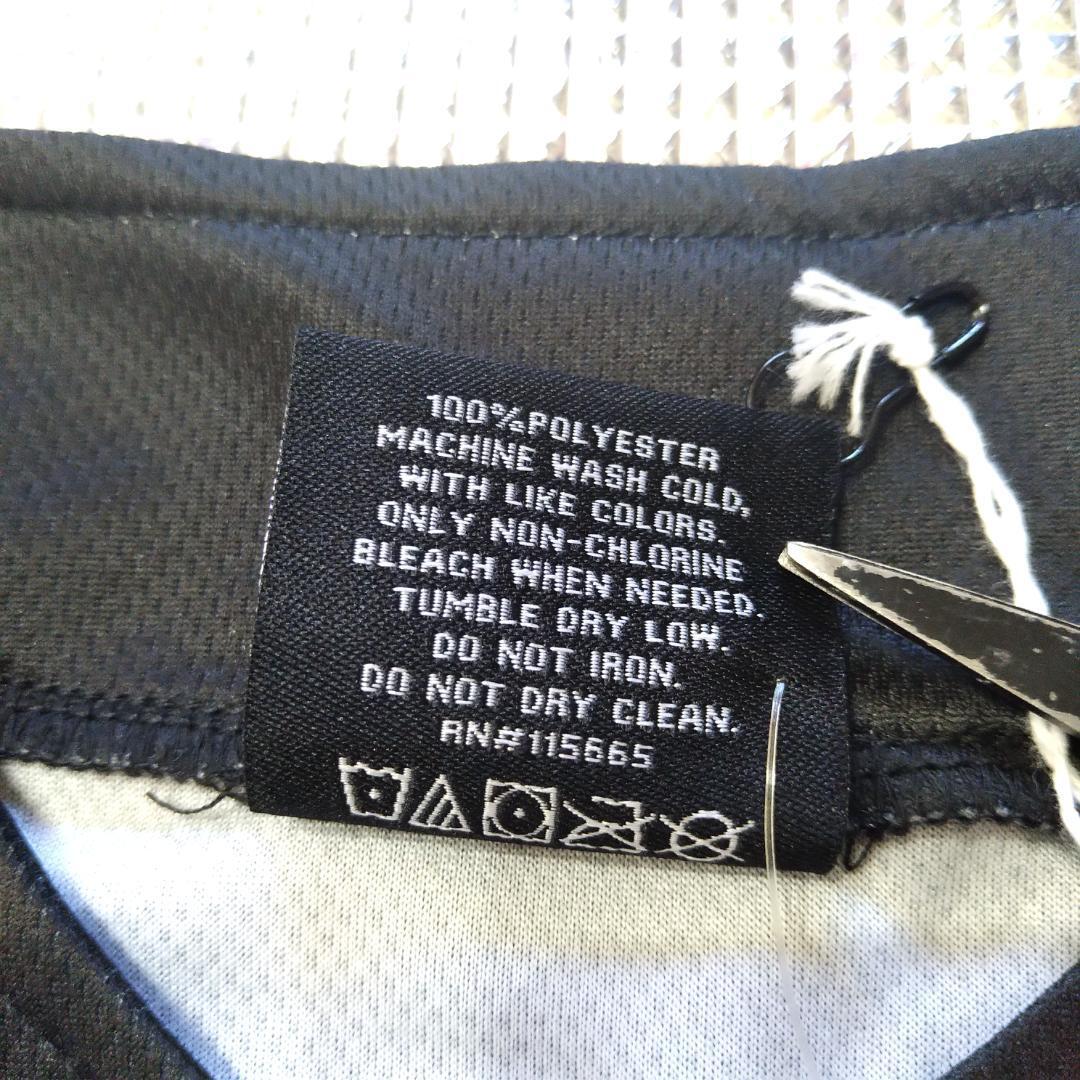 100%POLYESTER
MACHINE WASH COLD,
WITH LIKE COLORS.
ONLY NON-CHLORINE
BLEACH WHEN NEEDED.
TUMBLE DRY LOW.
DO NOT IRON.
DO NOT DRY CLEAN.
RN#115665